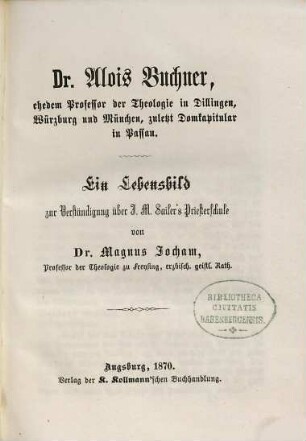 Dr. Alois Buchner,
ehedem Professor der Theologie in Dillingen,
Würzburg und München, zuletzt Domkapitular
in Passau.
Ein Lebensbild
zur Verständigung über J. M. Sailer's Priesterschule
von
Dr. Magnus Jocham,
Professor der Theologie zu Freysing, erzbisch. geistl. Rath.
BIBLIOTHECA
CIVITATIS
BABENBERGENSIS.
Augsburg, 1870.
Verlag der K. Kollmann'schen Buchhandlung.